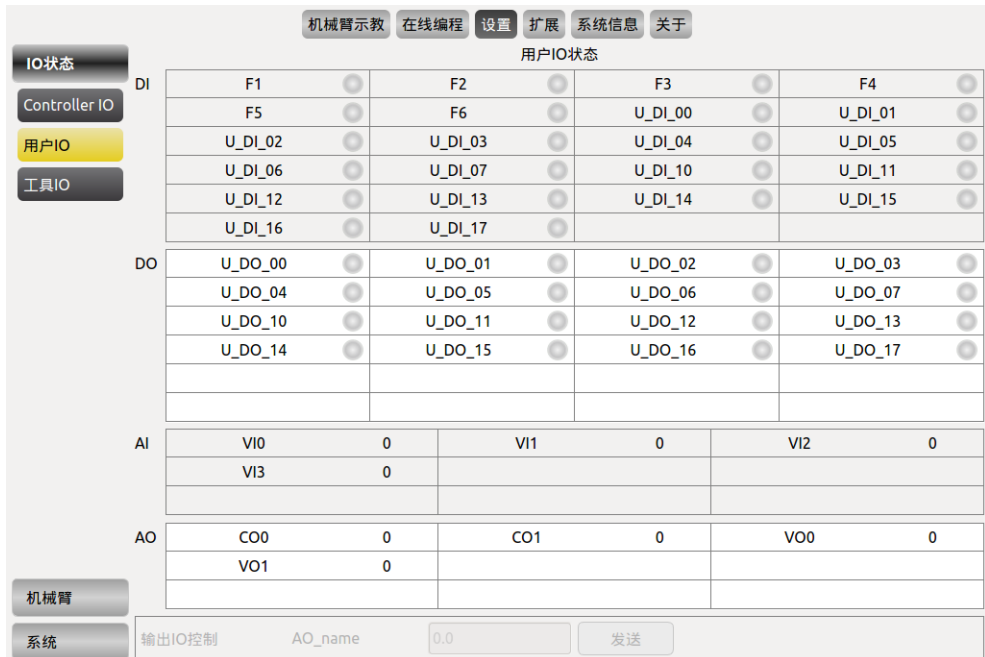 机械臂示教 在线编程 设置 扩展 系统信息 关于
用户IO状态
IO状态
Controller IO
用户IO
工具IO
DI F1 F2 F3 F4
F5 F6 U_DI_00 U_DI_01
U_DI_02 U_DI_03 U_DI_04 U_DI_05
U_DI_06 U_DI_07 U_DI_10 U_DI_11
U_DI_12 U_DI_13 U_DI_14 U_DI_15
U_DI_16 U_DI_17
DO U_DO_00 U_DO_01 U_DO_02 U_DO_03
U_DO_04 U_DO_05 U_DO_06 U_DO_07
U_DO_10 U_DO_11 U_DO_12 U_DO_13
U_DO_14 U_DO_15 U_DO_16 U_DO_17
AI VI0 0 VI1 0 VI2 0
VI3 0
AO CO0 0 CO1 0 VO0 0
VO1 0
机械臂
系统
输出IO控制 AO_name 0.0 发送